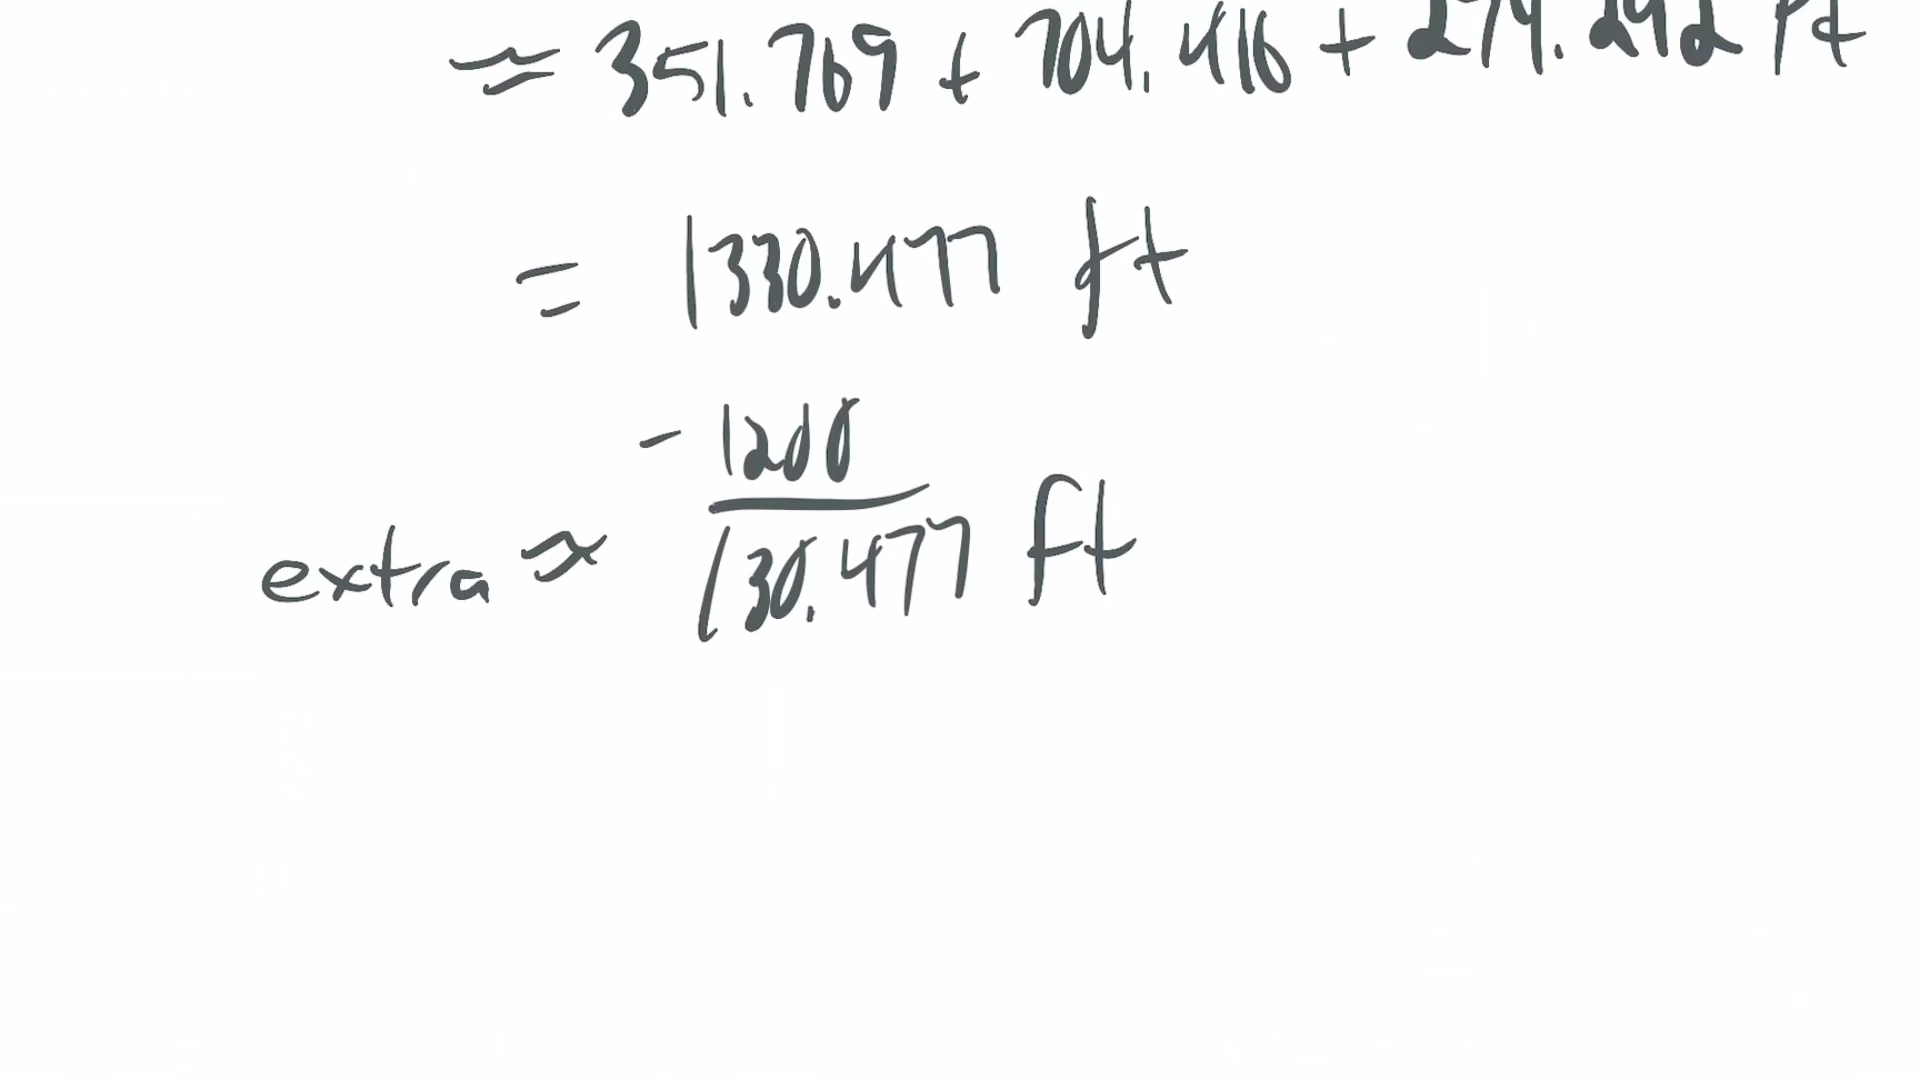 ≈ 351.769 + 704.416 + 274.292 ft
= 1330.477 ft
- 1200
extra ≈ 130.477 ft